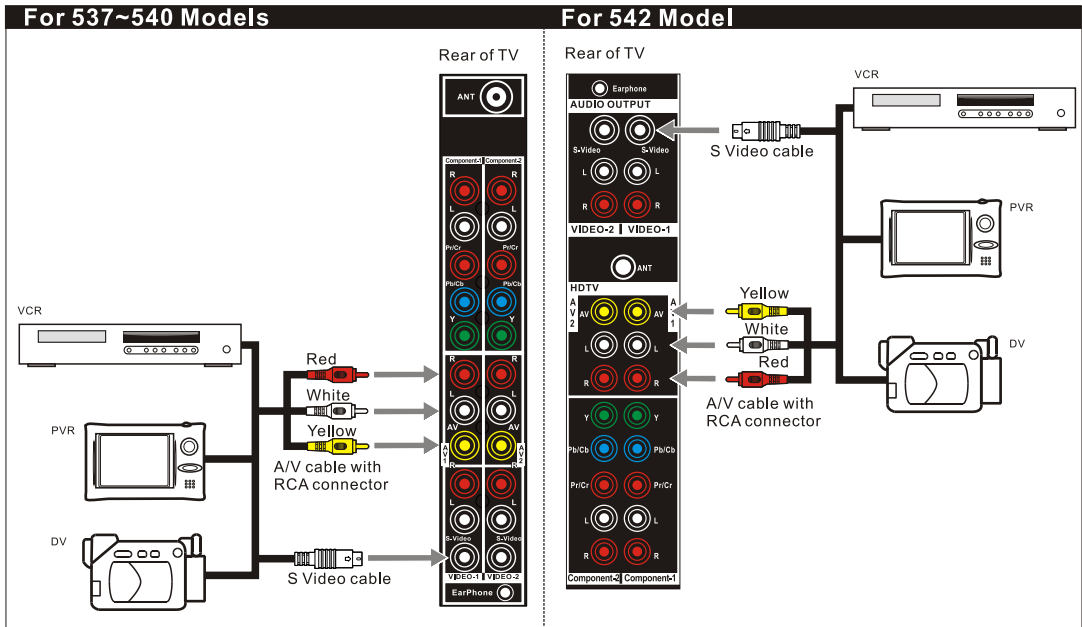 For 537~540 Models
Rear of TV
ANT
Component-1 Component-2
R R
L L
Pr/Cr Pr/Cr
Pb/Cb Pb/Cb
Y Y
R R
L L
AV AV
AV1 AV2
R R
L L
S-Video S-Video
VIDEO-1 VIDEO-2
EarPhone
VCR
PVR
DV
Red
White
Yellow
A/V cable with
RCA connector
S Video cable
For 542 Model
Rear of TV
Earphone
AUDIO OUTPUT
S-Video S-Video
L L
R R
VIDEO-2 VIDEO-1
ANT
HDTV
AV2
AV AV
L L
R R
Y Y
Pb/Cb Pb/Cb
Pr/Cr Pr/Cr
L L
R R
Component-2 Component-1
S Video cable
Yellow
White
Red
A/V cable with
RCA connector
VCR
PVR
DV